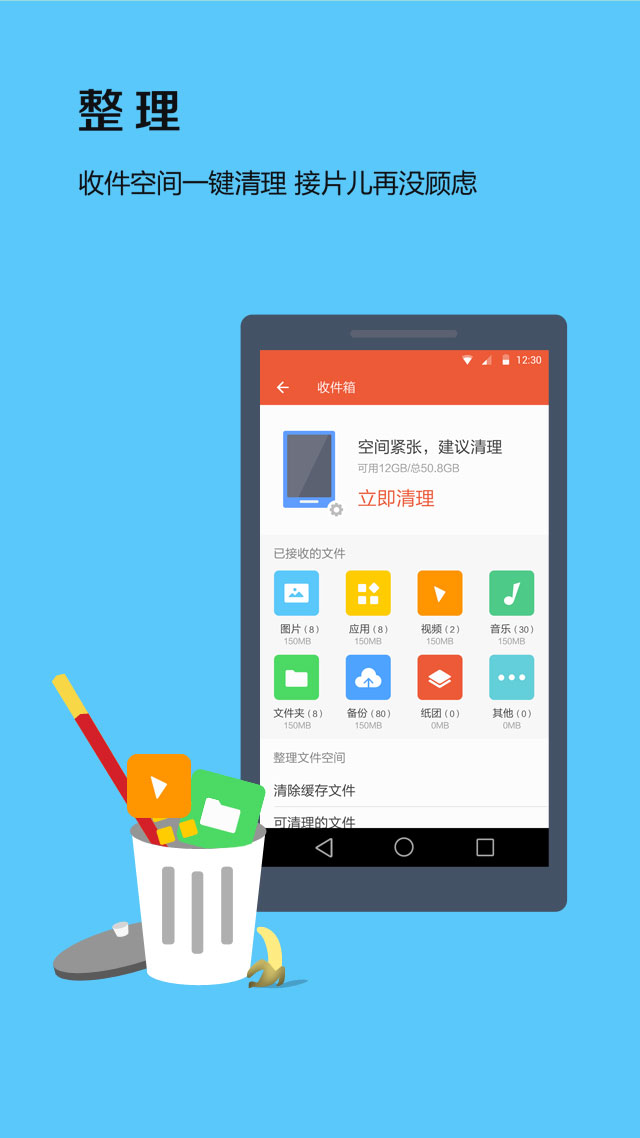 整理
收件空间一键清理 接片儿再没顾虑
12:30
收件箱
空间紧张，建议清理
可用12GB/总50.8GB
立即清理
已接收的文件
图片（8） 应用（8） 视频（2） 音乐（30）
150MB 150MB 150MB 150MB
文件夹（8） 备份（80） 纸团（0） 其他（0）
150MB 150MB 0MB 0MB
整理文件空间
清除缓存文件
可清理的文件